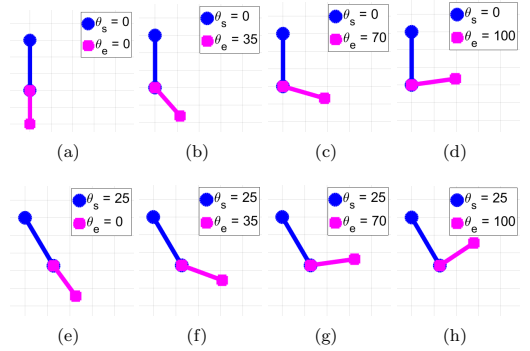 θs = 0
θe = 0
θs = 0
θe = 35
θs = 0
θe = 70
θs = 0
θe = 100
(a)
(b)
(c)
(d)
θs = 25
θe = 0
θs = 25
θe = 35
θs = 25
θe = 70
θs = 25
θe = 100
(e)
(f)
(g)
(h)